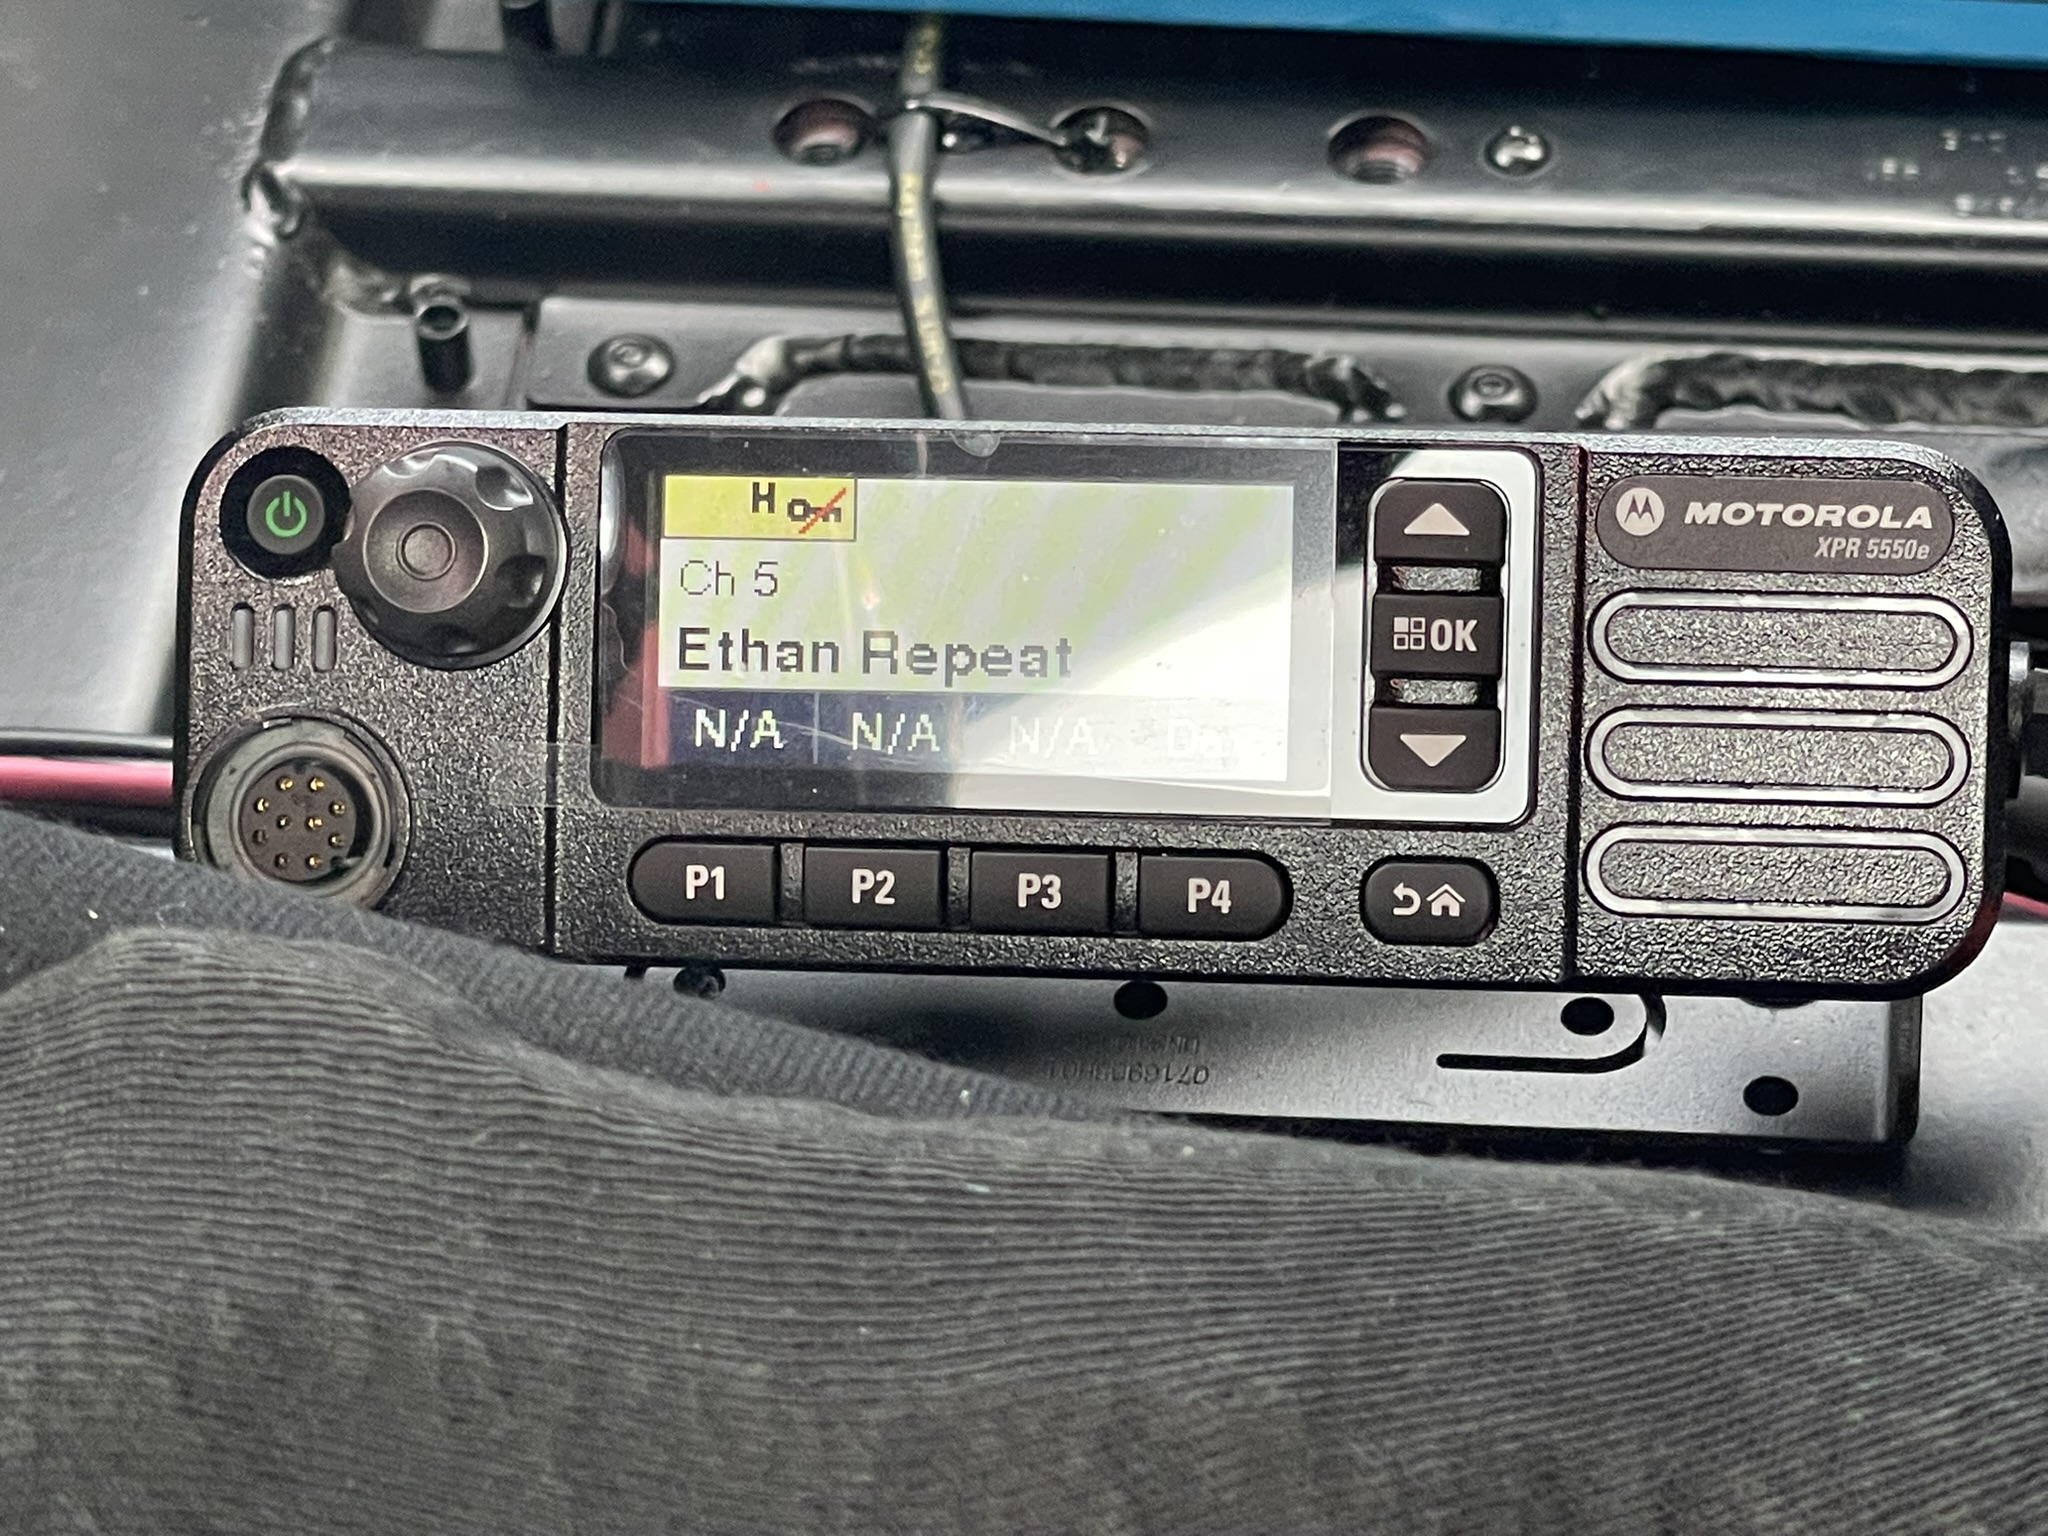 H
Ch 5
Ethan Repeat
N/A N/A N/A
OK
MOTOROLA
XPR 5550e
P1 P2 P3 P4